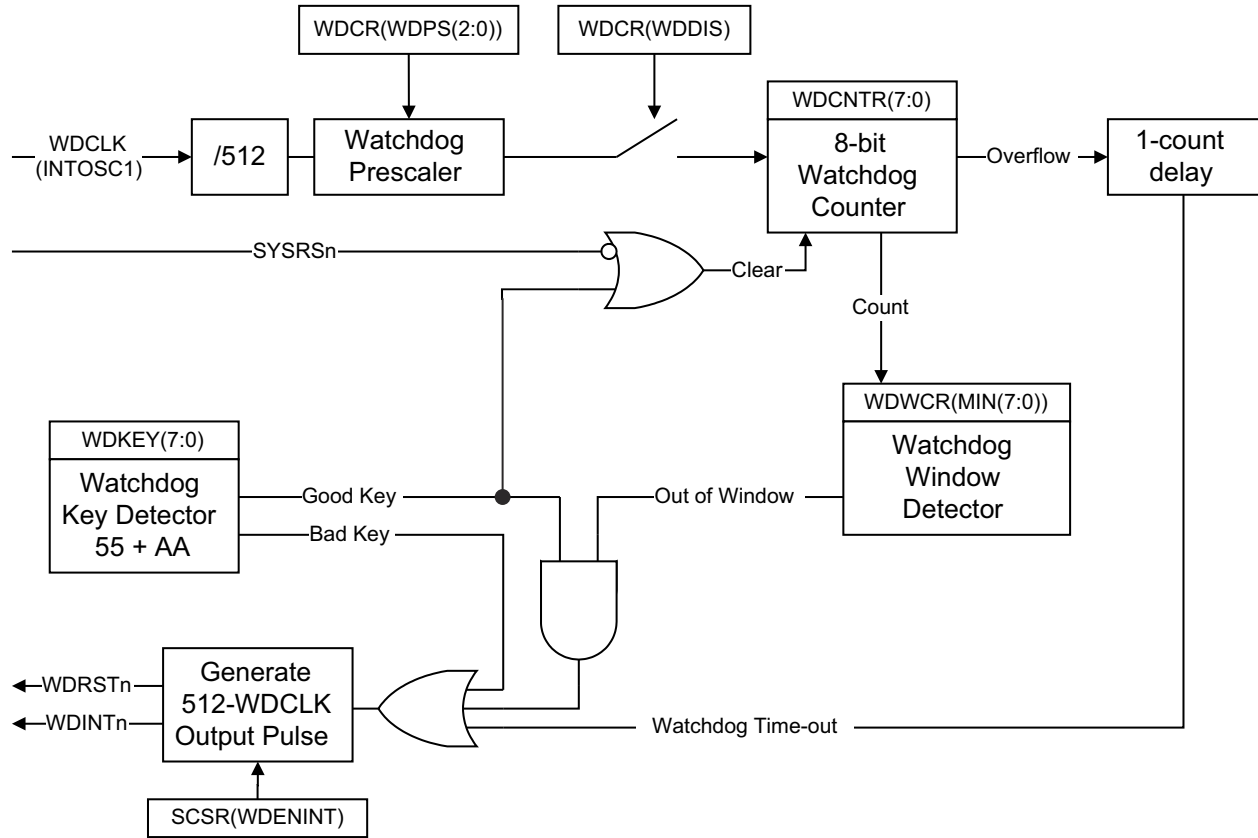 WDCR(WDPS(2:0))
WDCR(WDDIS)
WDCNTR(7:0)
WDCLK
(INTOSC1)
/512
Watchdog
Prescaler
8-bit
Watchdog
Counter
Overflow
1-count
delay
SYSRSn
Clear
Count
WDWCR(MIN(7:0))
Watchdog
Window
Detector
WDKEY(7:0)
Watchdog
Key Detector
55 + AA
Good Key
Bad Key
Out of Window
Generate
512-WDCLK
Output Pulse
WDRSTn
WDINTn
Watchdog Time-out
SCSR(WDENINT)